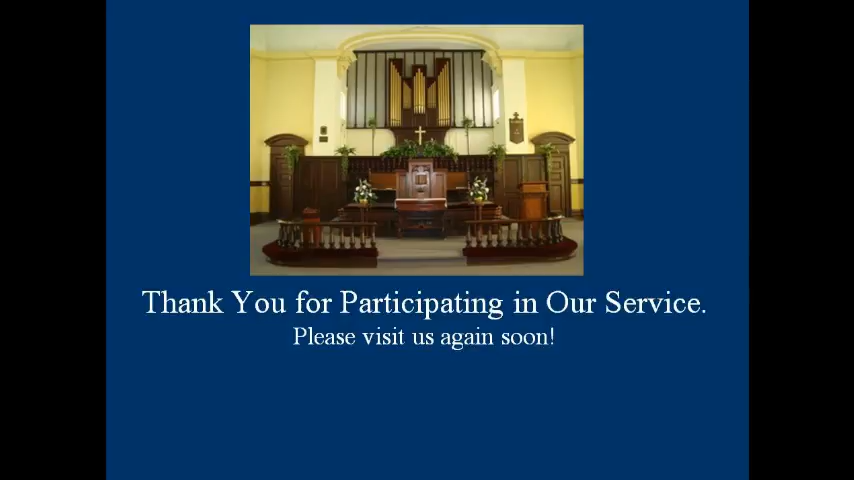 Thank You for Participating in Our Service.
Please visit us again soon!